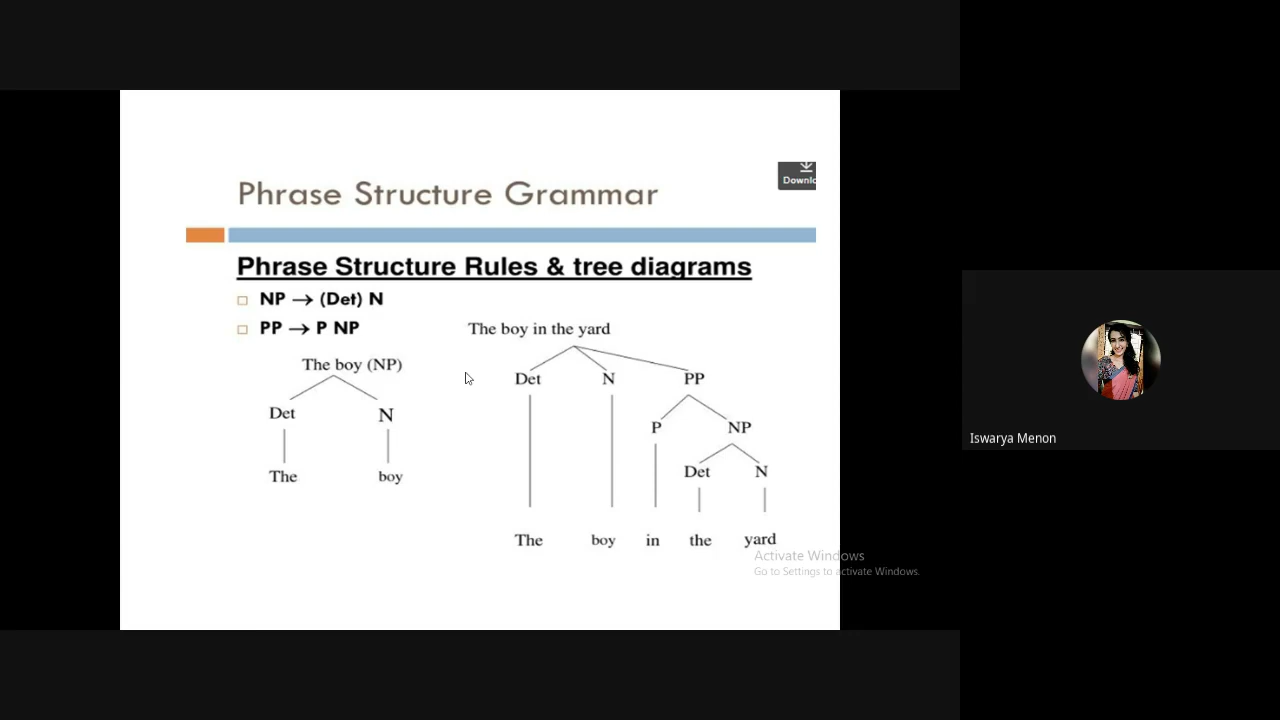 Phrase Structure Grammar
Downlo
Phrase Structure Rules & tree diagrams
NP → (Det) N
PP → P NP
The boy in the yard
The boy (NP)
Det N PP
Det N
P NP
Det N
The boy
The boy in the yard
Activate Windows
Go to Settings to activate Windows.
Iswarya Menon